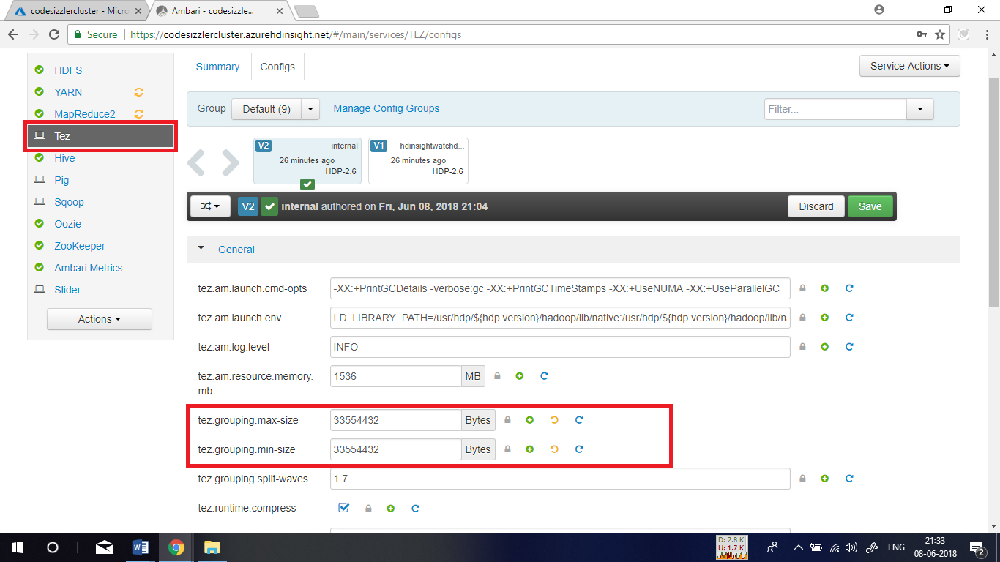 codesizzlercluster - Micro
Ambari - codesizzle...
Secure
https://codesizzlercluster.azurehdinsight.net/#/main/services/TEZ/configs
HDFS
YARN
MapReduce2
Tez
Hive
Pig
Sqoop
Oozie
ZooKeeper
Ambari Metrics
Slider
Actions
Summary
Configs
Service Actions
Group
Default (9)
Manage Config Groups
Filter...
V2 internal
26 minutes ago
HDP-2.6
V1 hdinsightwatchd...
26 minutes ago
HDP-2.6
V2 internal authored on Fri, Jun 08, 2018 21:04
Discard
Save
General
tez.am.launch.cmd-opts
-XX:+PrintGCDetails -verbose:gc -XX:+PrintGCTimeStamps -XX:+UseNUMA -XX:+UseParallelGC
tez.am.launch.env
LD_LIBRARY_PATH=/usr/hdp/${hdp.version}/hadoop/lib/native:/usr/hdp/${hdp.version}/hadoop/lib/n
tez.am.log.level
INFO
tez.am.resource.memory.
mb
1536 MB
tez.grouping.max-size
33554432 Bytes
tez.grouping.min-size
33554432 Bytes
tez.grouping.split-waves
1.7
tez.runtime.compress
D: 2.8 K
U: 1.7 K
ENG
21:33
08-06-2018
2